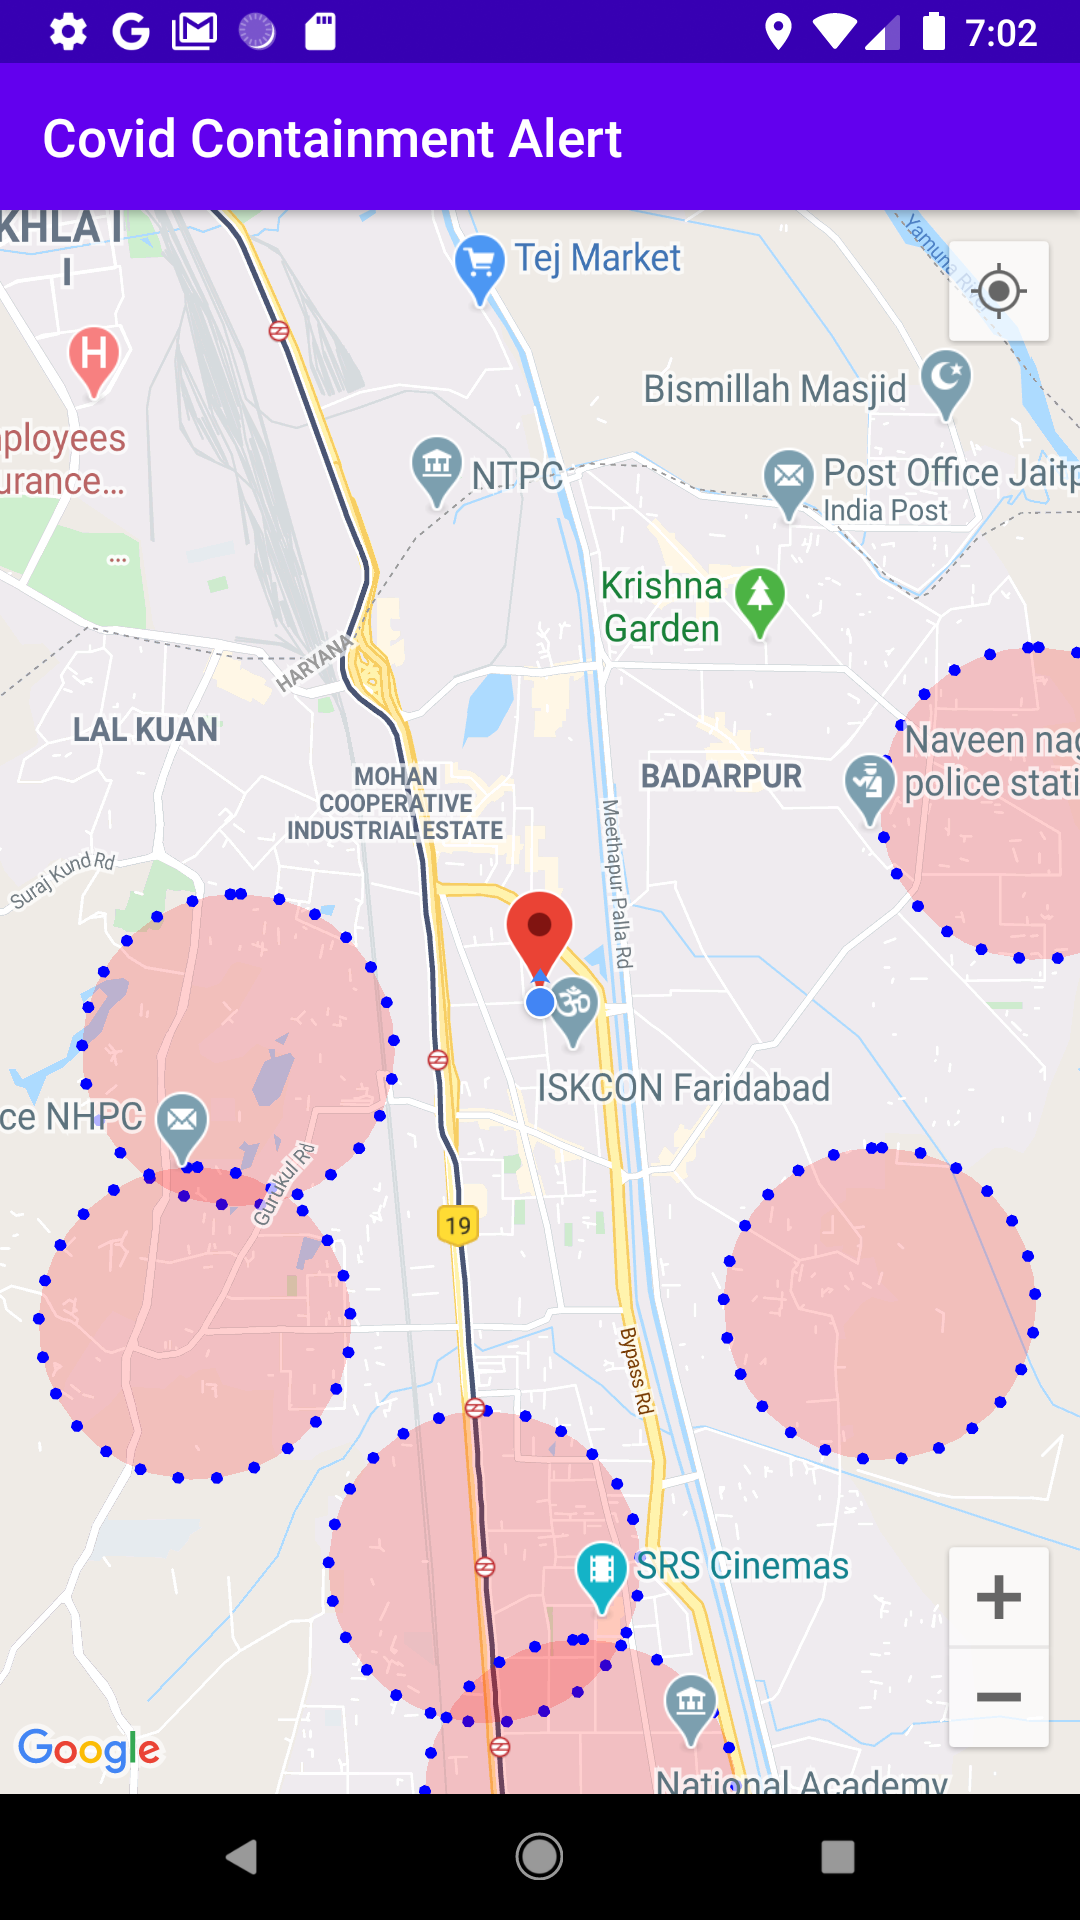 7:02
Covid Containment Alert
KHLA I
I
Tej Market
Yamuna River
H
Bismillah Masjid
ployees
urance...
NTPC
Post Office Jaitp
India Post
...
Krishna
Garden
HARYANA
LAL KUAN
Naveen nag
police stati
MOHAN
COOPERATIVE
INDUSTRIAL ESTATE
BADARPUR
Meethapur Palla Rd
Suraj Kund Rd
ISKCON Faridabad
ce NHPC
Gurukul Rd
19
Bypass Rd
SRS Cinemas
Google
National Academy